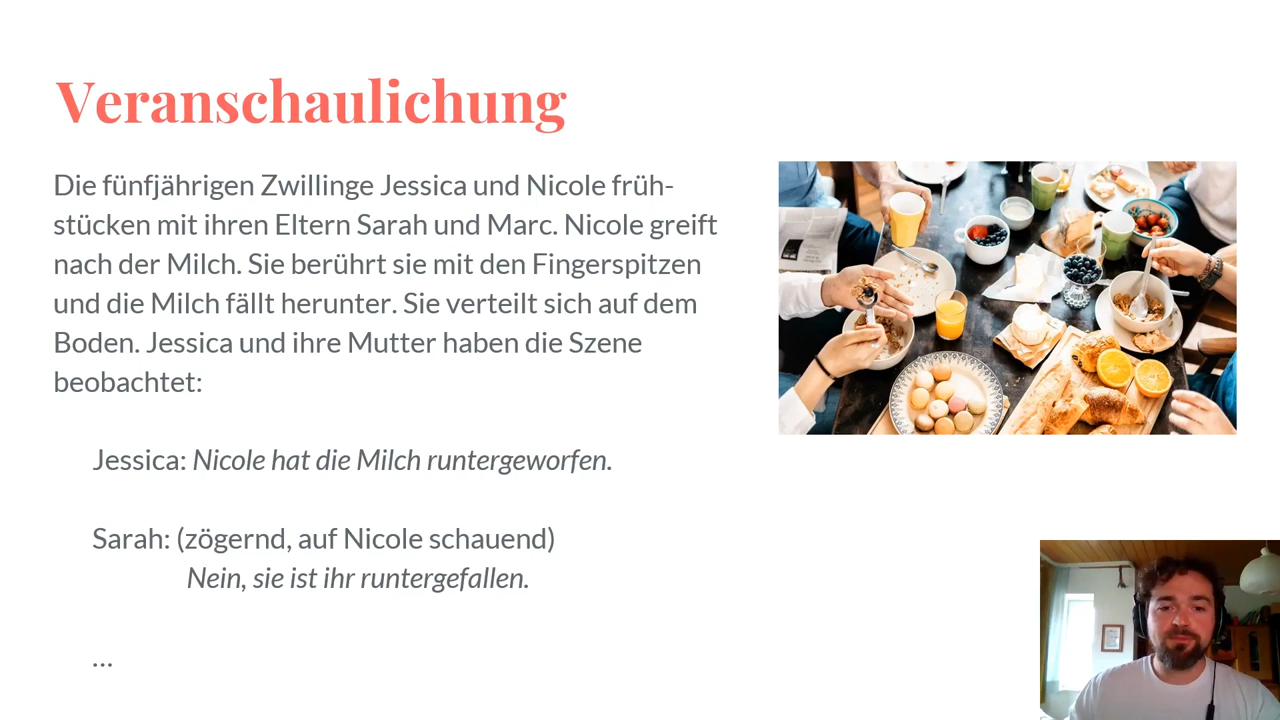 Veranschaulichung
Die fünfjährigen Zwillinge Jessica und Nicole früh-
stücken mit ihren Eltern Sarah und Marc. Nicole greift
nach der Milch. Sie berührt sie mit den Fingerspitzen
und die Milch fällt herunter. Sie verteilt sich auf dem
Boden. Jessica und ihre Mutter haben die Szene
beobachtet:
Jessica: Nicole hat die Milch runtergeworfen.
Sarah: (zögernd, auf Nicole schauend)
Nein, sie ist ihr runtergefallen.
...